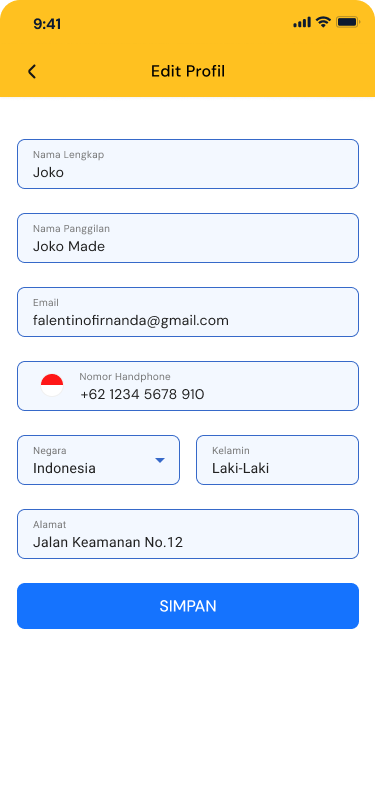 9:41
Edit Profil
Nama Lengkap
Joko
Nama Panggilan
Joko Made
Email
falentinofirnanda@gmail.com
Nomor Handphone
+62 1234 5678 910
Negara
Indonesia
Kelamin
Laki-Laki
Alamat
Jalan Keamanan No.12
SIMPAN